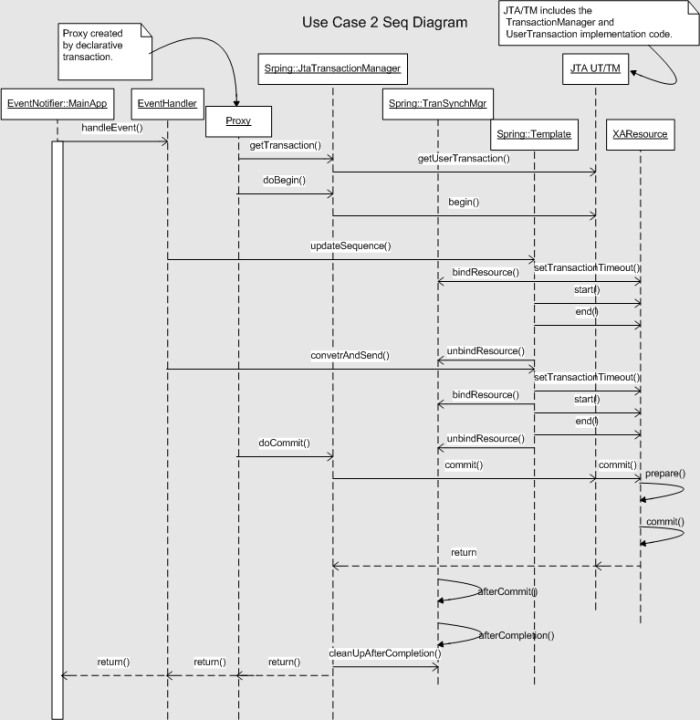 Use Case 2 Seq Diagram
JTA/TM includes the
TransactionManager and
UserTransaction implementation code.
Proxy created
by declarative
transaction.
Srping::JtaTransactionManager
JTA UT/TM
EventNotifier::MainApp
EventHandler
Spring::TranSynchMgr
Proxy
Spring::Template
XAResource
handleEvent()
getTransaction()
getUserTransaction()
doBegin()
begin()
updateSequence()
bindResource()
setTransactionTimeout()
start()
end()
unbindResource()
convetrAndSend()
setTransactionTimeout()
bindResource()
start()
end()
unbindResource()
doCommit()
commit()
commit()
prepare()
commit()
return
afterCommit()
afterCompletion()
cleanUpAfterCompletion()
return()
return()
return()